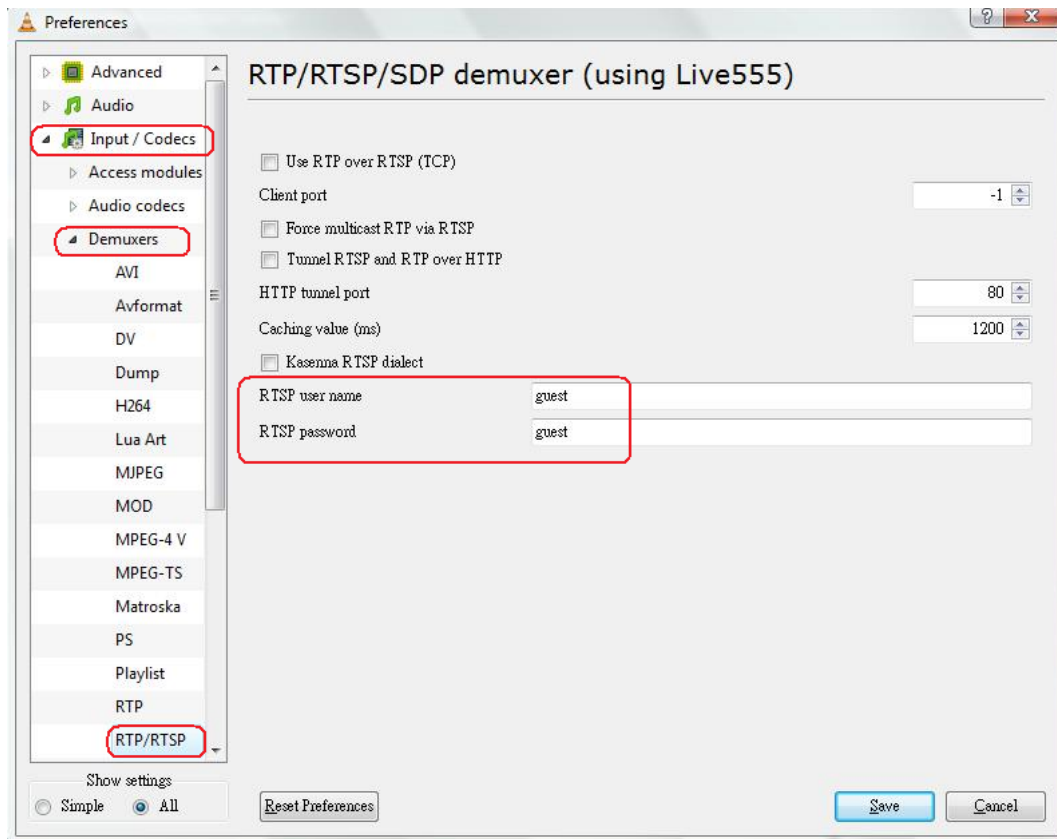 Preferences
?
Advanced
Audio
Input / Codecs
Access modules
Audio codecs
Demuxers
AVI
Avformat
DV
Dump
H264
Lua Art
MJPEG
MOD
MPEG-4 V
MPEG-TS
Matroska
PS
Playlist
RTP
RTP/RTSP
Show settings
Simple All
RTP/RTSP/SDP demuxer (using Live555)
Use RTP over RTSP (TCP)
Client port -1
Force multicast RTP via RTSP
Tunnel RTSP and RTP over HTTP
HTTP tunnel port 80
Caching value (ms) 1200
Kasenna RTSP dialect
RTSP user name guest
RTSP password guest
Reset Preferences Save Cancel